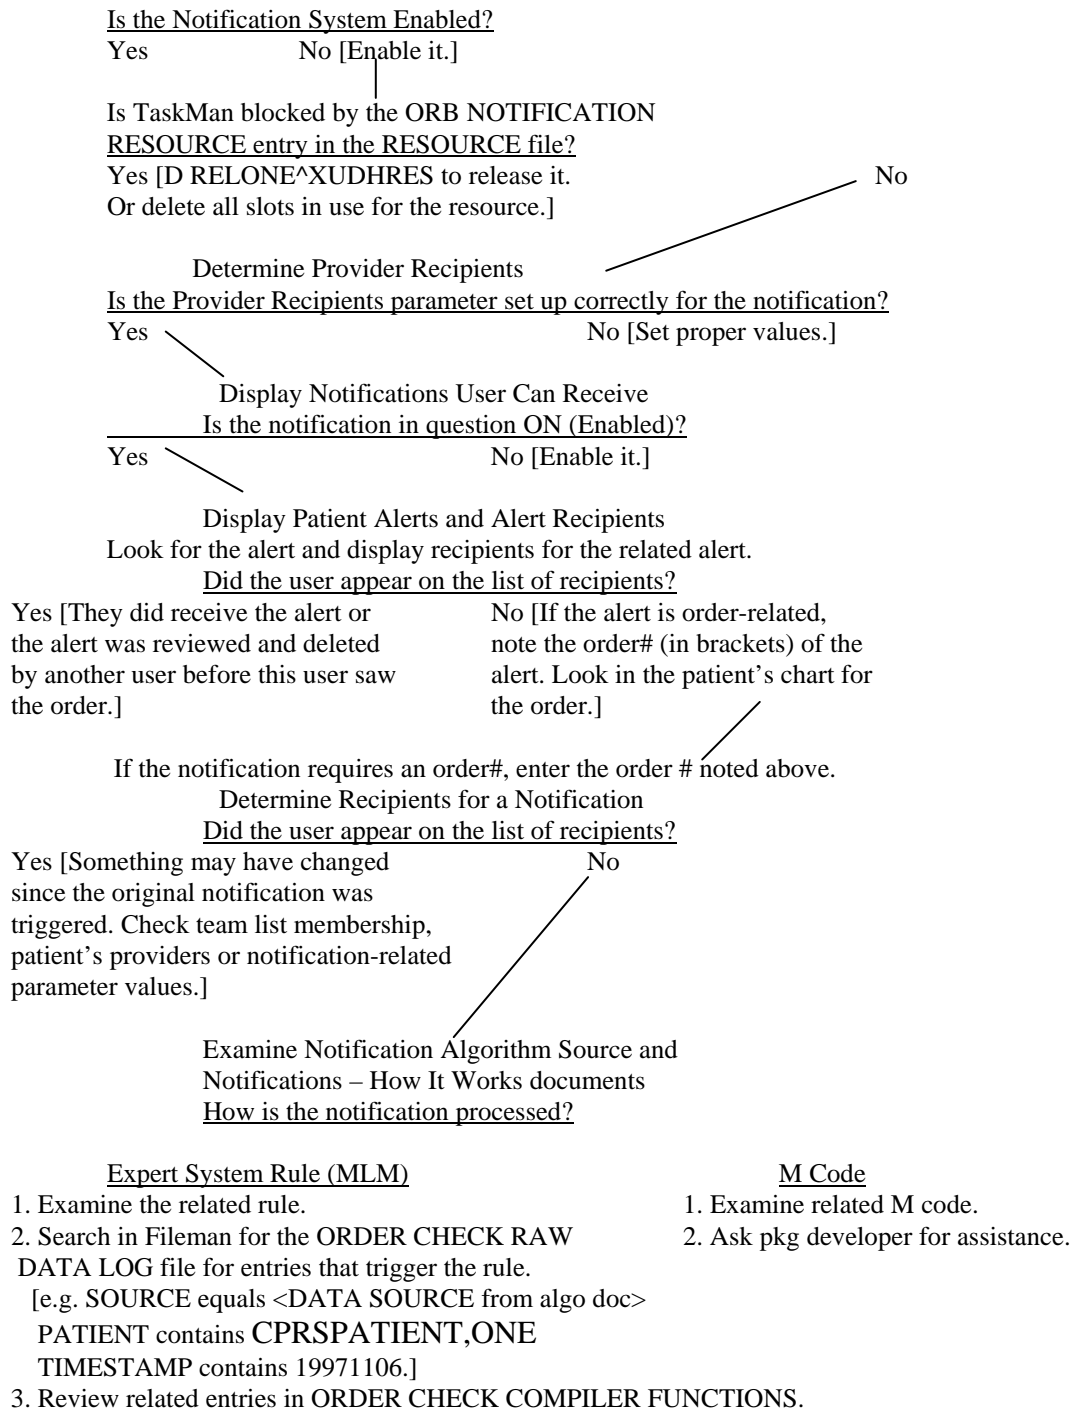 Is the Notification System Enabled?
Yes No [Enable it.]
Is TaskMan blocked by the ORB NOTIFICATION
RESOURCE entry in the RESOURCE file?
Yes [D RELONE^XUDHRES to release it. No
Or delete all slots in use for the resource.]
Determine Provider Recipients
Is the Provider Recipients parameter set up correctly for the notification?
Yes No [Set proper values.]
Display Notifications User Can Receive
Is the notification in question ON (Enabled)?
Yes No [Enable it.]
Display Patient Alerts and Alert Recipients
Look for the alert and display recipients for the related alert.
Did the user appear on the list of recipients?
Yes [They did receive the alert or
the alert was reviewed and deleted
by another user before this user saw
the order.]
No [If the alert is order-related,
note the order# (in brackets) of the
alert. Look in the patient’s chart for
the order.]
If the notification requires an order#, enter the order # noted above.
Determine Recipients for a Notification
Did the user appear on the list of recipients?
Yes [Something may have changed
since the original notification was
triggered. Check team list membership,
patient’s providers or notification-related
parameter values.]
No
Examine Notification Algorithm Source and
Notifications – How It Works documents
How is the notification processed?
Expert System Rule (MLM)
1. Examine the related rule.
2. Search in Fileman for the ORDER CHECK RAW
DATA LOG file for entries that trigger the rule.
[e.g. SOURCE equals <DATA SOURCE from algo doc>
PATIENT contains CPRSPATIENT,ONE
TIMESTAMP contains 19971106.]
3. Review related entries in ORDER CHECK COMPILER FUNCTIONS.
M Code
1. Examine related M code.
2. Ask pkg developer for assistance.